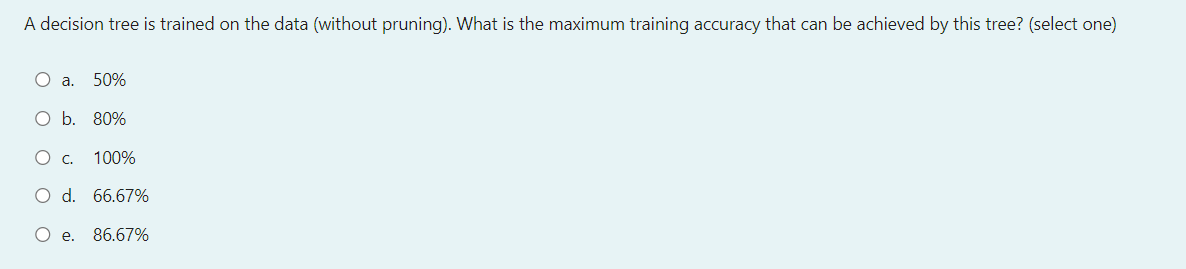 A decision tree is trained on the data (without pruning). What is the maximum training accuracy that can be achieved by this tree? (select one)
a. 50%
b. 80%
c. 100%
d. 66.67%
e. 86.67%